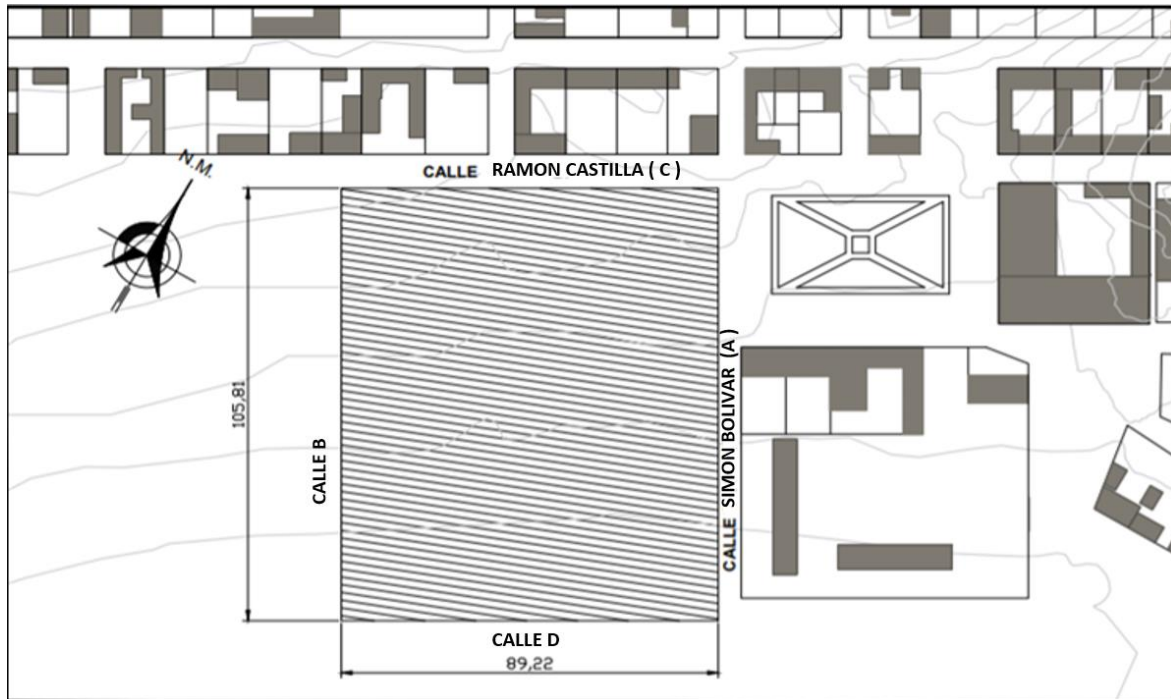 CALLE RAMON CASTILLA ( C )
N.M.
105,81
CALLE B
CALLE SIMON BOLIVAR (A )
CALLE D
89,22